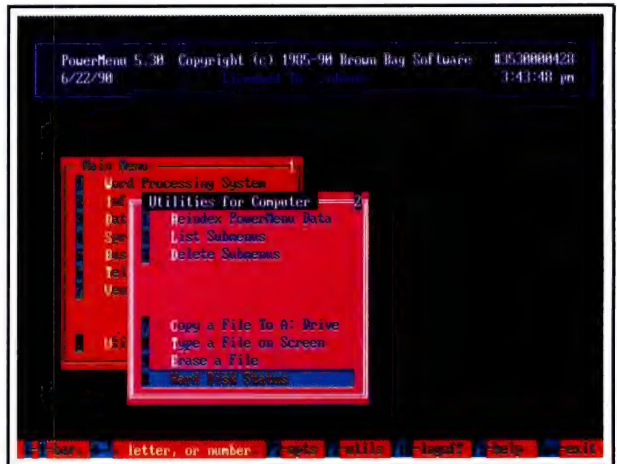 PowerMenu 5.30 Copyright (c) 1985-90 Brown Bag Software #3530000428
6/22/90 Licensed To: 3:43:48 pm
Main Menu 1
Word Processing System
Utilities for Computer 2
Reindex PowerMenu Data
List Submenus
Delete Submenus
Copy a File To A: Drive
Type a File on Screen
Erase a File
Hard Disk Status
letter, or number -opts -utils -logoff -help -exit